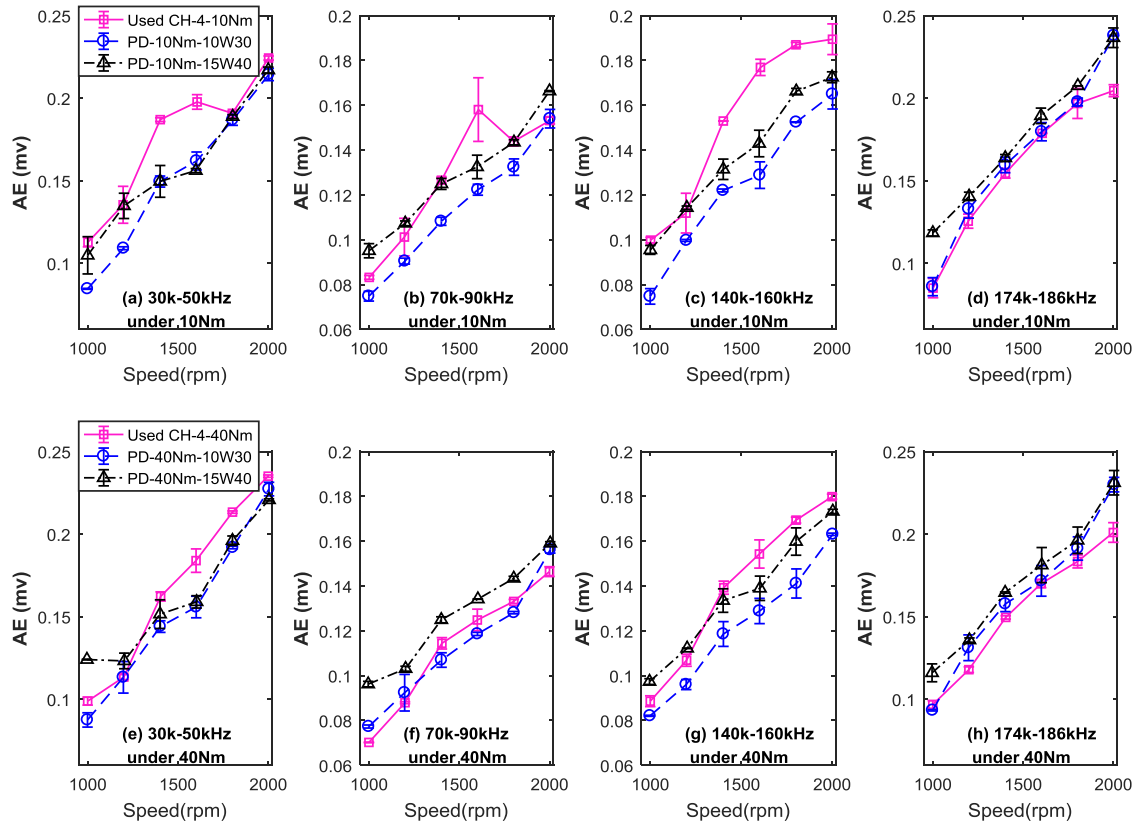 Used CH-4-10Nm
PD-10Nm-10W30
PD-10Nm-15W40
AE (mv)
0.25
0.2
0.15
0.1
(a) 30k-50kHz
under 10Nm
1000
1500
2000
Speed(rpm)
AE (mv)
0.2
0.18
0.16
0.14
0.12
0.1
0.08
0.06
(b) 70k-90kHz
under 10Nm
1000
1500
2000
Speed(rpm)
AE (mv)
0.2
0.18
0.16
0.14
0.12
0.1
0.08
0.06
(c) 140k-160kHz
under 10Nm
1000
1500
2000
Speed(rpm)
AE (mv)
0.25
0.2
0.15
0.1
(d) 174k-186kHz
under 10Nm
1000
1500
2000
Speed(rpm)
Used CH-4-40Nm
PD-40Nm-10W30
PD-40Nm-15W40
AE (mv)
0.25
0.2
0.15
0.1
(e) 30k-50kHz
under 40Nm
1000
1500
2000
Speed(rpm)
AE (mv)
0.2
0.18
0.16
0.14
0.12
0.1
0.08
0.06
(f) 70k-90kHz
under 40Nm
1000
1500
2000
Speed(rpm)
AE (mv)
0.2
0.18
0.16
0.14
0.12
0.1
0.08
0.06
(g) 140k-160kHz
under 40Nm
1000
1500
2000
Speed(rpm)
AE (mv)
0.25
0.2
0.15
0.1
(h) 174k-186kHz
under 40Nm
1000
1500
2000
Speed(rpm)